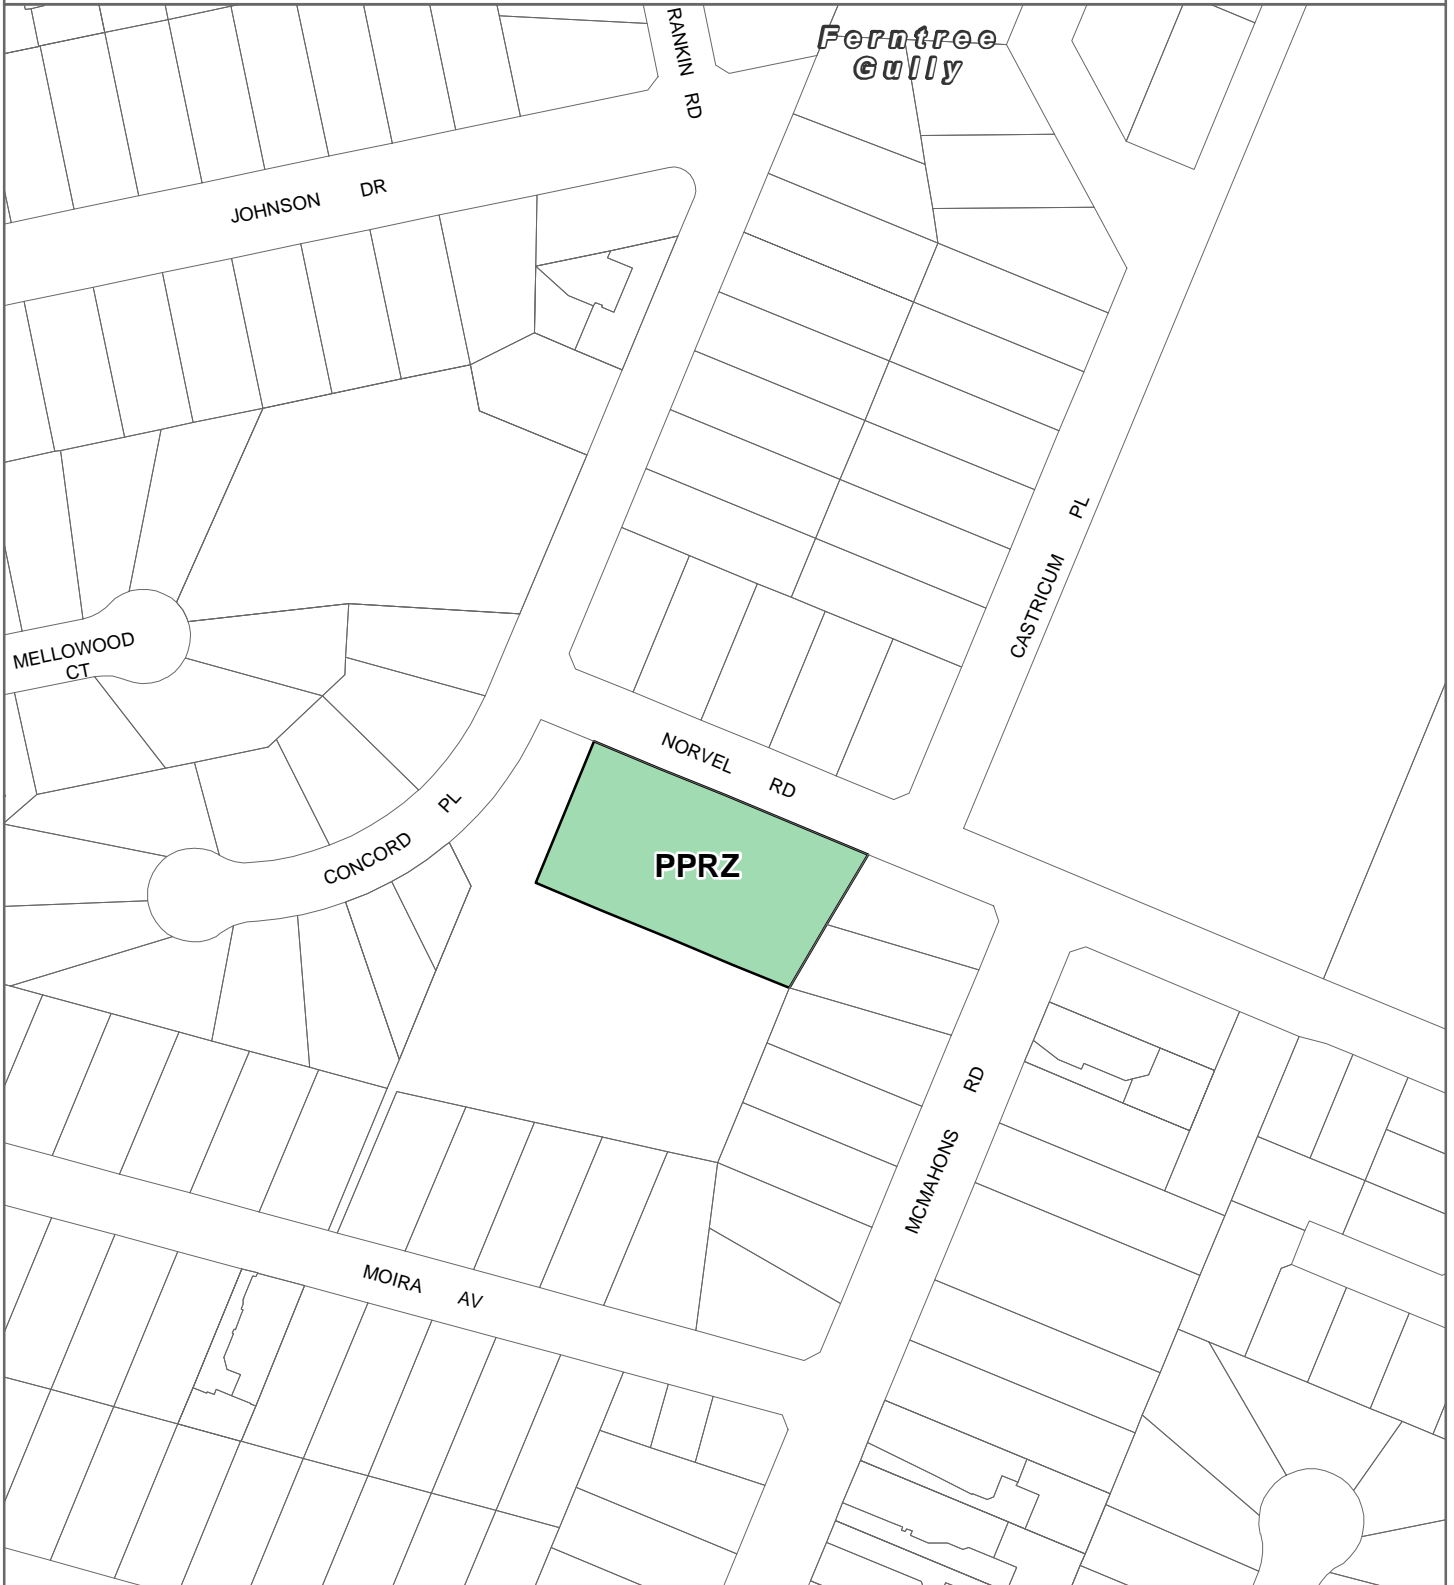 RANKIN RD
Ferntree
Gully
JOHNSON DR
CASTRICUM PL
MELLOWOOD
CT
NORVEL RD
CONCORD PL
PPRZ
MCMAHONS RD
MOIRA AV